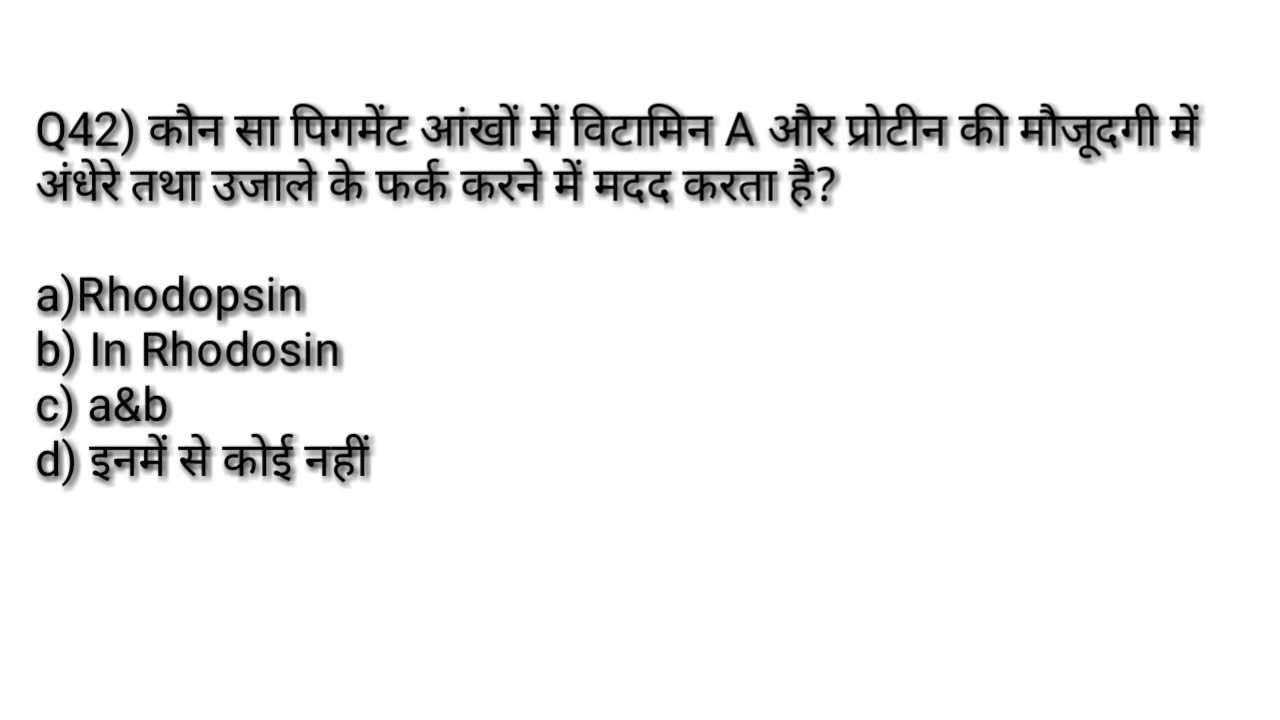 Q42) कौन सा पिगमेंट आंखों में विटामिन A और प्रोटीन की मौजूदगी में
अंधेरे तथा उजाले के फर्क करने में मदद करता है?
a)Rhodopsin
b) In Rhodosin
c) a&b
d) इनमें से कोई नहीं